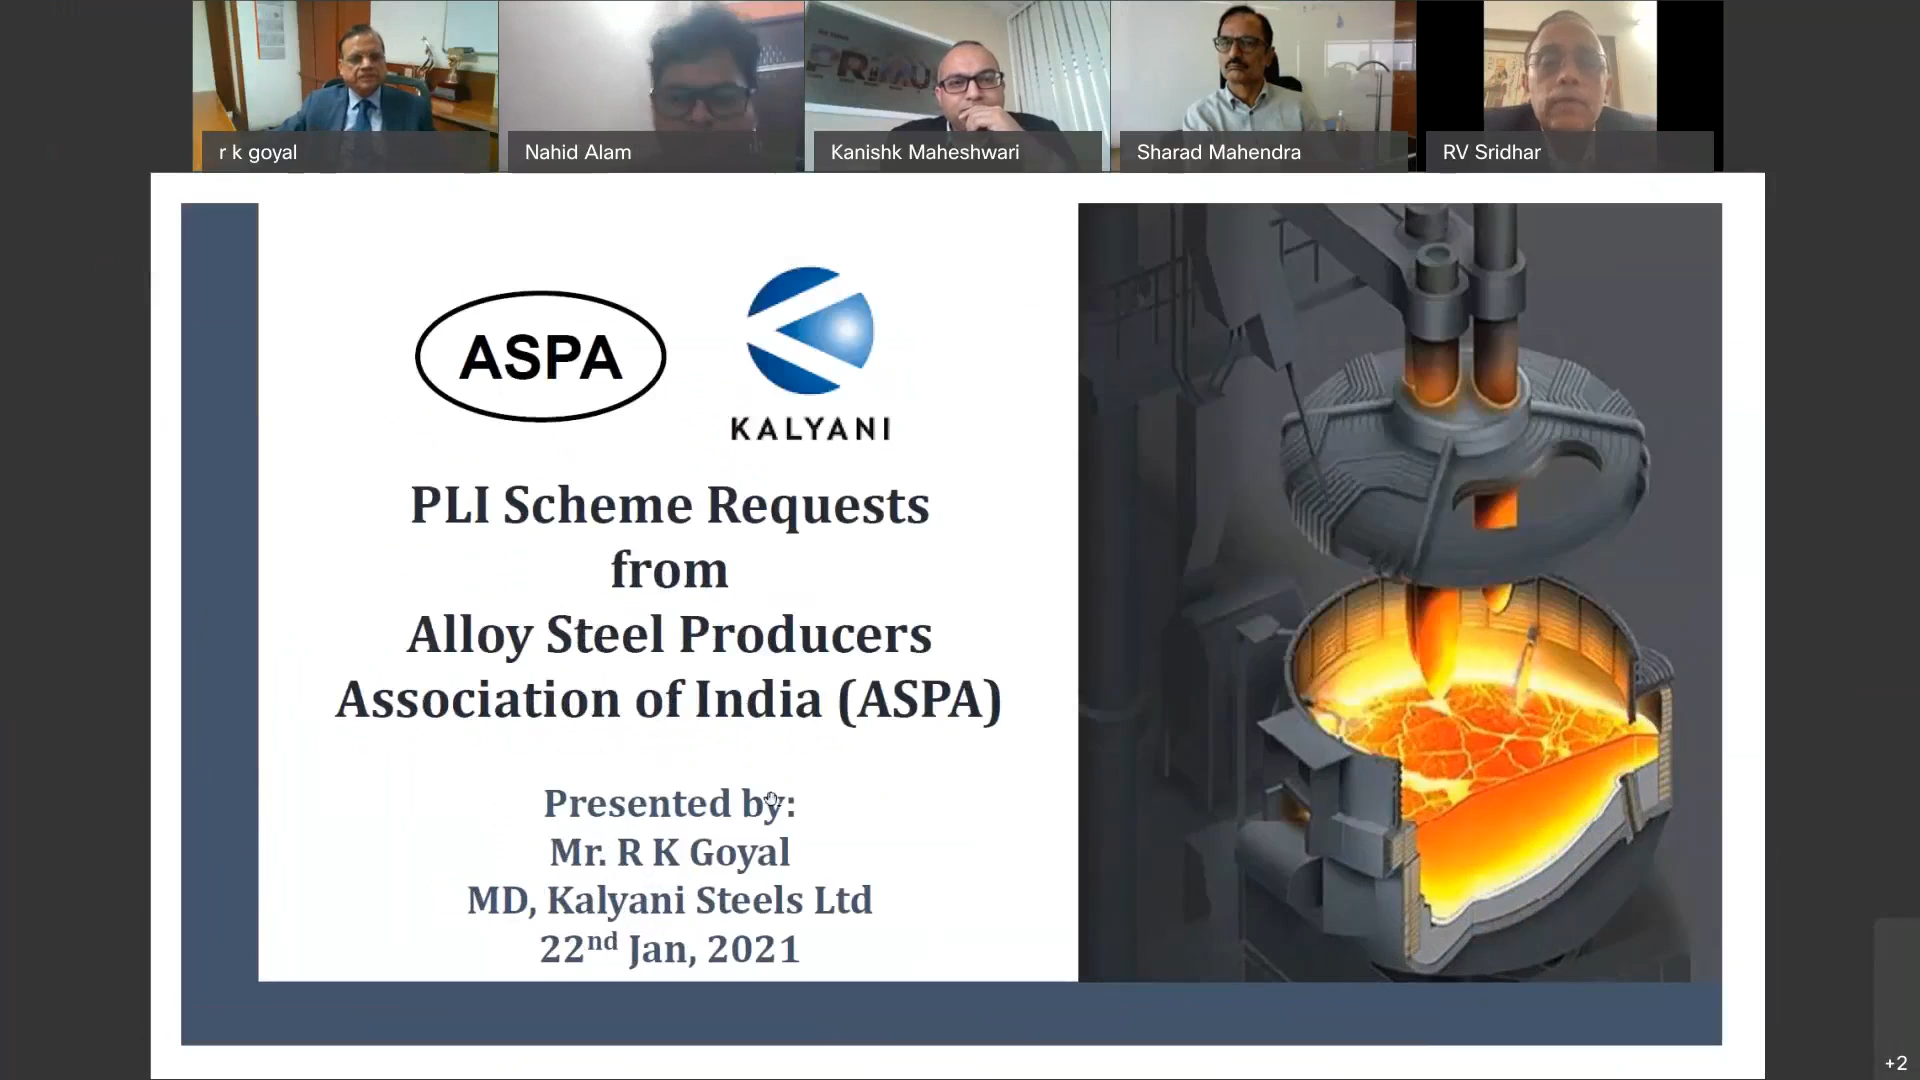 r k goyal
Nahid Alam
Kanishk Maheshwari
Sharad Mahendra
RV Sridhar
ASPA
KALYANI
PLI Scheme Requests
from
Alloy Steel Producers
Association of India (ASPA)
Presented by:
Mr. R K Goyal
MD, Kalyani Steels Ltd
22nd Jan, 2021
+2